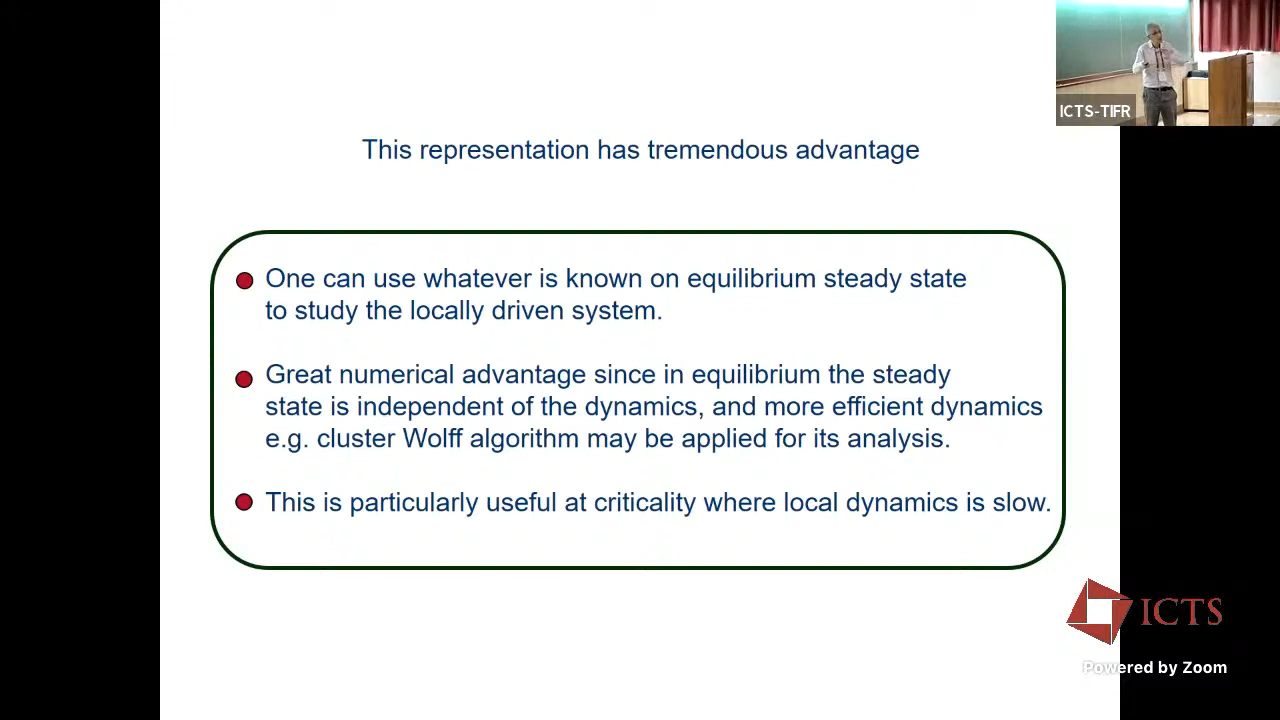 ICTS-TIFR
This representation has tremendous advantage
One can use whatever is known on equilibrium steady state
to study the locally driven system.
Great numerical advantage since in equilibrium the steady
state is independent of the dynamics, and more efficient dynamics
e.g. cluster Wolff algorithm may be applied for its analysis.
This is particularly useful at criticality where local dynamics is slow.
ICTS
Powered by Zoom